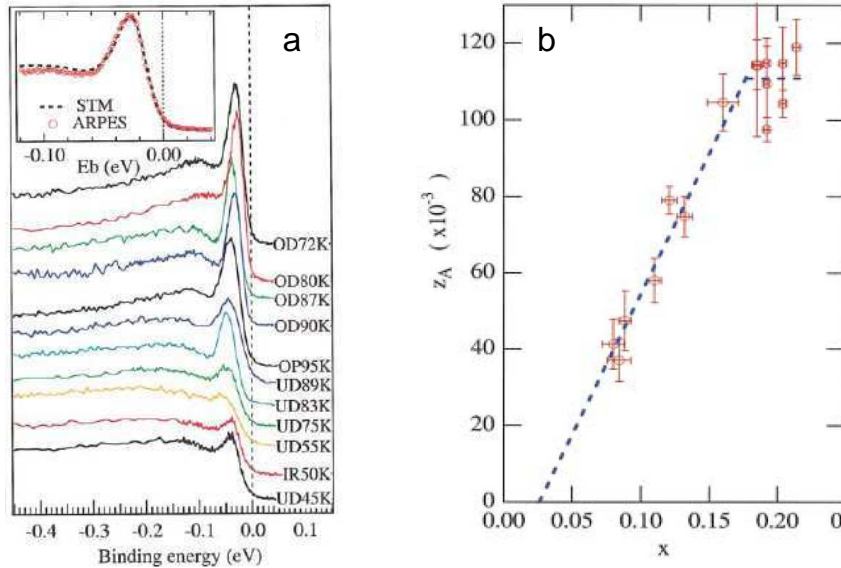 a
STM
ARPES
-0.10
0.00
Eb (eV)
OD72K
OD80K
OD87K
OD90K
OP95K
UD89K
UD83K
UD75K
UD55K
IR50K
UD45K
-0.4
-0.3
-0.2
-0.1
0.0
0.1
Binding energy (eV)
b
120
100
80
60
40
20
0
z_A (x10⁻³)
0.00
0.05
0.10
0.15
0.20
x